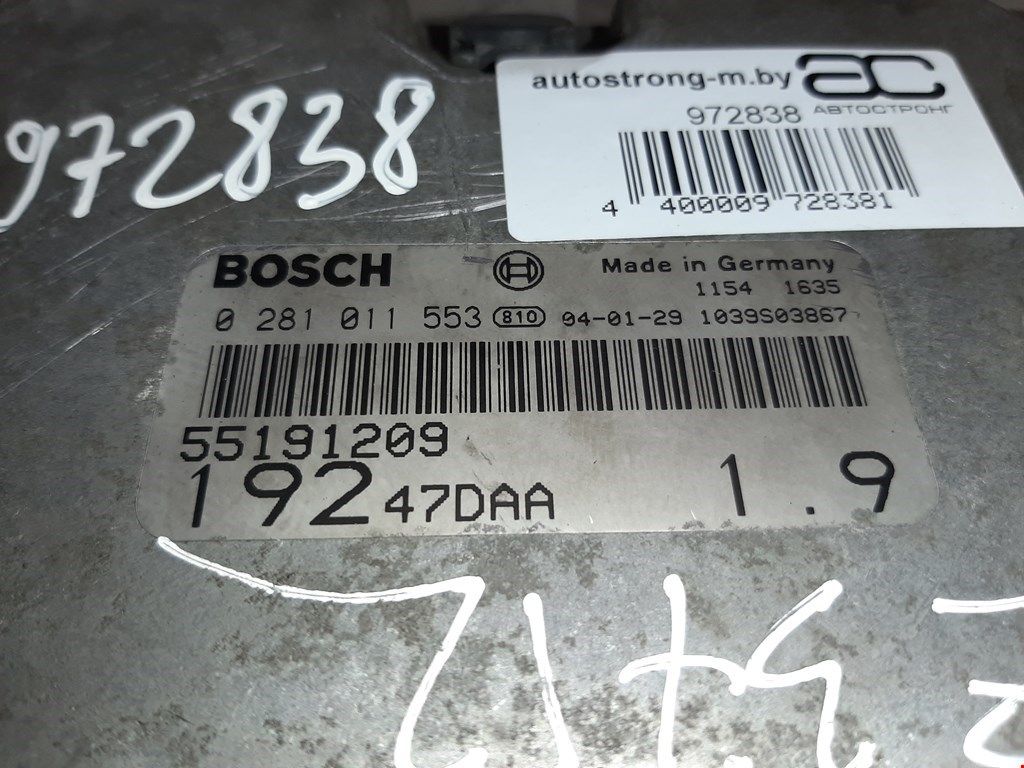 972838
autostrong-m.by
АВТОСТРОНГ
972838
4 400009 728381
BOSCH
Made in Germany
1154 1635
0 281 011 553 810 04-01-29 1039S03867
55191209
192 47DAA 1.9